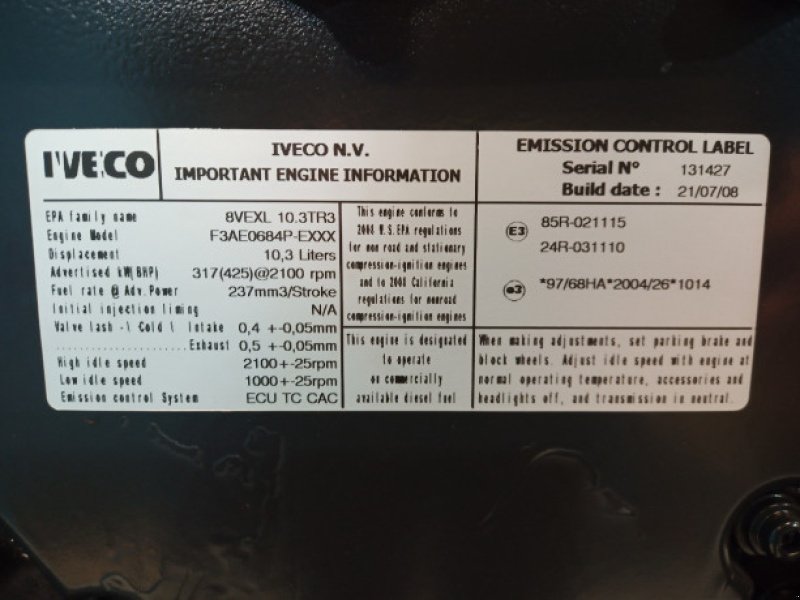 IVECO
IVECO N.V.
IMPORTANT ENGINE INFORMATION
EPA family name 8VEXL 10.3TR3
Engine Model F3AE0684P-EXXX
Displacement 10,3 Liters
Advertised kW(BHP) 317(425)@2100 rpm
Fuel rate @ Adv.Power 237mm3/Stroke
Initial injection timing N/A
Valve lash -( Cold ) Intake 0,4 +-0,05mm
Exhaust 0,5 +-0,05mm
High idle speed 2100+-25rpm
Low idle speed 1000+-25rpm
Emission control System ECU TC CAC
This engine conforms to
2008 U.S.EPA regulations
for non road and stationary
compression-ignition engines
and to 2008 California
regulations for nonroad
compression-ignition engines
This engine is designated
to operate
on commercially
available diesel fuel
EMISSION CONTROL LABEL
Serial N° 131427
Build date : 21/07/08
E3 85R-021115
24R-031110
e3 *97/68HA*2004/26*1014
When making adjustments, set parking brake and
block wheels. Adjust idle speed with engine at
normal operating temperature, accessories and
headlights off, and transmission in neutral.